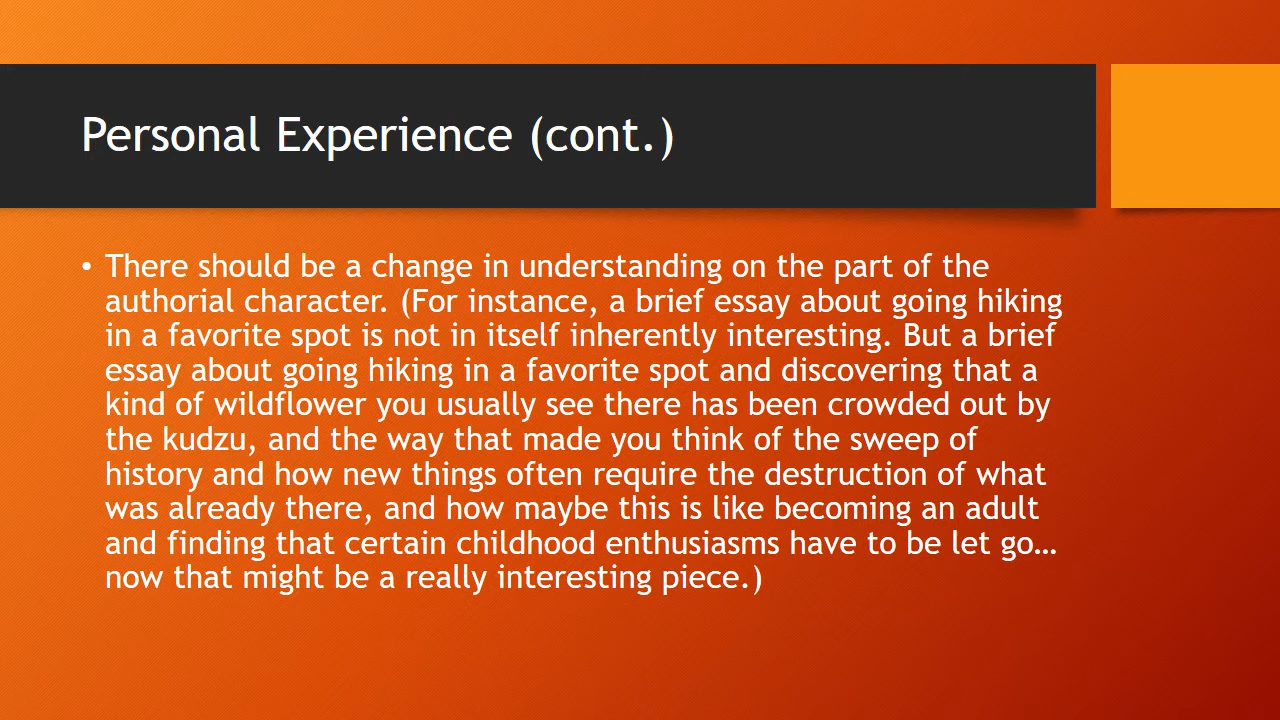 Personal Experience (cont.)
• There should be a change in understanding on the part of the
authorial character. (For instance, a brief essay about going hiking
in a favorite spot is not in itself inherently interesting. But a brief
essay about going hiking in a favorite spot and discovering that a
kind of wildflower you usually see there has been crowded out by
the kudzu, and the way that made you think of the sweep of
history and how new things often require the destruction of what
was already there, and how maybe this is like becoming an adult
and finding that certain childhood enthusiasms have to be let go…
now that might be a really interesting piece.)